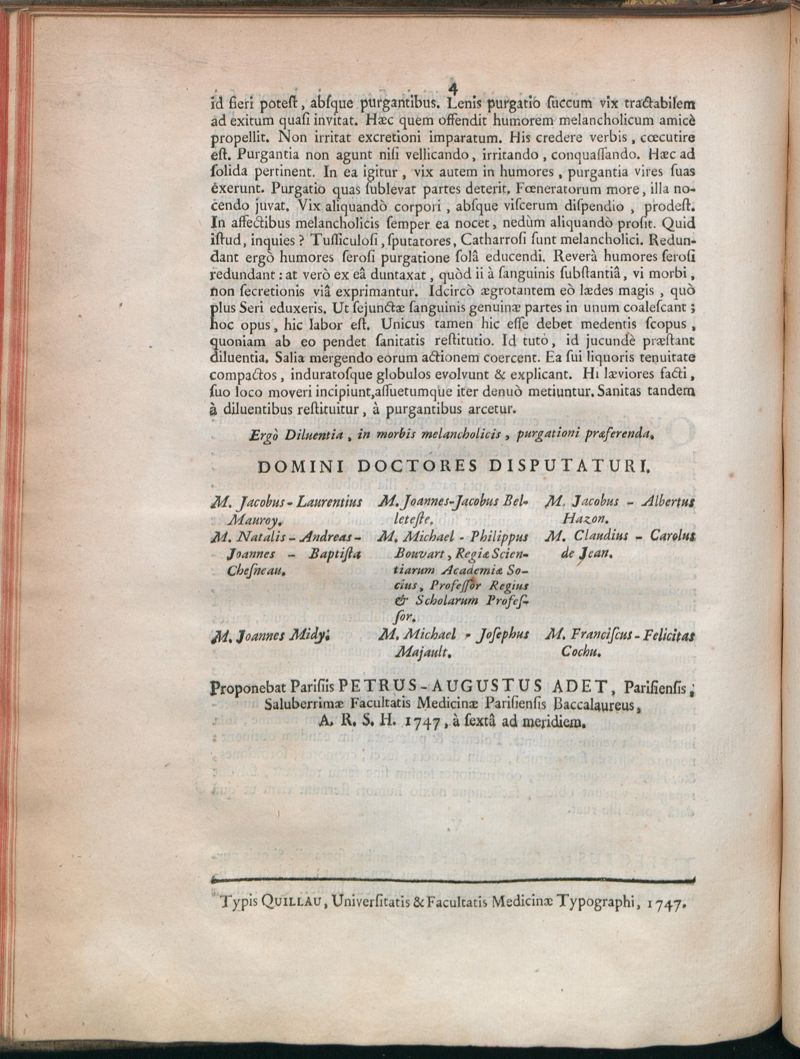 4
id fieri poteſt, abſque purgantibus. Lenis purgatio ſuccum vix tractabilem
ad exitum quaſi invitat. Hæc quem offendit humorem melancholicum amicè
propellit. Non irritat excretioni imparatum. His credere verbis, cœcutire
eſt. Purgantia non agunt niſi vellicando, irritando, conquaſſando. Hæc ad
ſolida pertinent. In ea igitur, vix autem in humores, purgantia vires ſuas
exerunt. Purgatio quas ſublevat partes deterit. Fœneratorum more, illa no-
cendo juvat. Vix aliquandò corpori, abſque viſcerum diſpendio, prodeſt.
In affectibus melancholicis ſemper ea nocet, nedùm aliquandò proſit. Quid
iſtud, inquies? Tuſſiculoſi, ſputatores, Catharroſi ſunt melancholici. Redun-
dant ergò humores feroſi purgatione ſolâ educendi. Reverà humores feroſi
redundant: at verò ex eâ duntaxat, quòd ii à ſanguinis ſubſtantiâ, vi morbi,
non ſecretionis viâ exprimantur. Idcircò ægrotantem eò lædes magis, quò
plus Seri eduxeris. Ut ſejunctæ ſanguinis genuinæ partes in unum coaleſcant;
hoc opus, hic labor eſt. Unicus tamen hic eſſe debet medentis ſcopus,
quoniam ab eo pendet ſanitatis reſtitutio. Id tutò, id jucundè præſtant
diluentia. Salia mergendo eorum actionem coercent. Ea ſui liquoris tenuitate
compactos, induratoſque globulos evolvunt & explicant. Hi læviores facti,
ſuo loco moveri incipiunt, aſſuetumque iter denuò metiuntur. Sanitas tandem
à diluentibus reſtituitur, à purgantibus arcetur.
Ergò Diluentia, in morbis melancholicis, purgationi præferenda.
DOMINI DOCTORES DISPUTATURI.
M. Jacobus-Laurentius Mauroy.
M. Natalis-Andreas-
Joannes-Baptiſta
Cheſneau.
M. Joannes Midy.
M. Joannes-Jacobus Bel-
leteſte.
M. Michael-Philippus
Bouvart, Regiæ Scien-
tiarum Academiæ So-
cius, Profeſſor Regius
& Scholarum Profeſ-
ſor.
M. Michael-Joſephus
Majault.
M. Jacobus-Albertus
Hazon.
M. Claudius-Carolus
de Jean.
M. Franciſcus-Felicitas
Cochu.
Proponebat Pariſiis PETRUS-AUGUSTUS ADET, Pariſienſis,
Saluberrimæ Facultatis Medicinæ Pariſienſis Baccalaureus,
A. R. S. H. 1747, à ſextâ ad meridiem.
Typis QUILLAU, Univerſitatis & Facultatis Medicinæ Typographi, 1747.